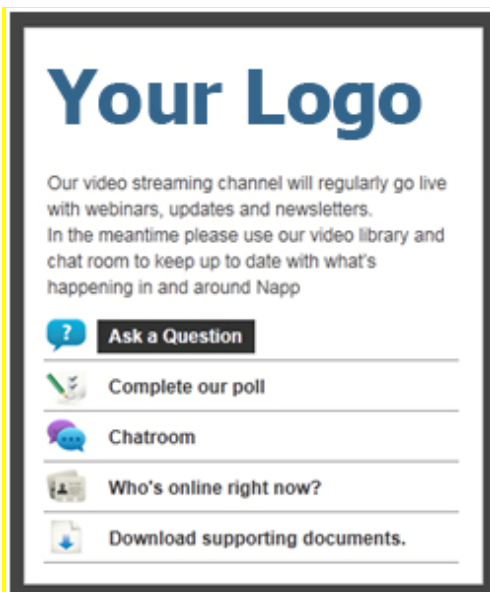 Your Logo
Our video streaming channel will regularly go live
with webinars, updates and newsletters.
In the meantime please use our video library and
chat room to keep up to date with what's
happening in and around Napp
?
Ask a Question
Complete our poll
Chatroom
Who's online right now?
Download supporting documents.